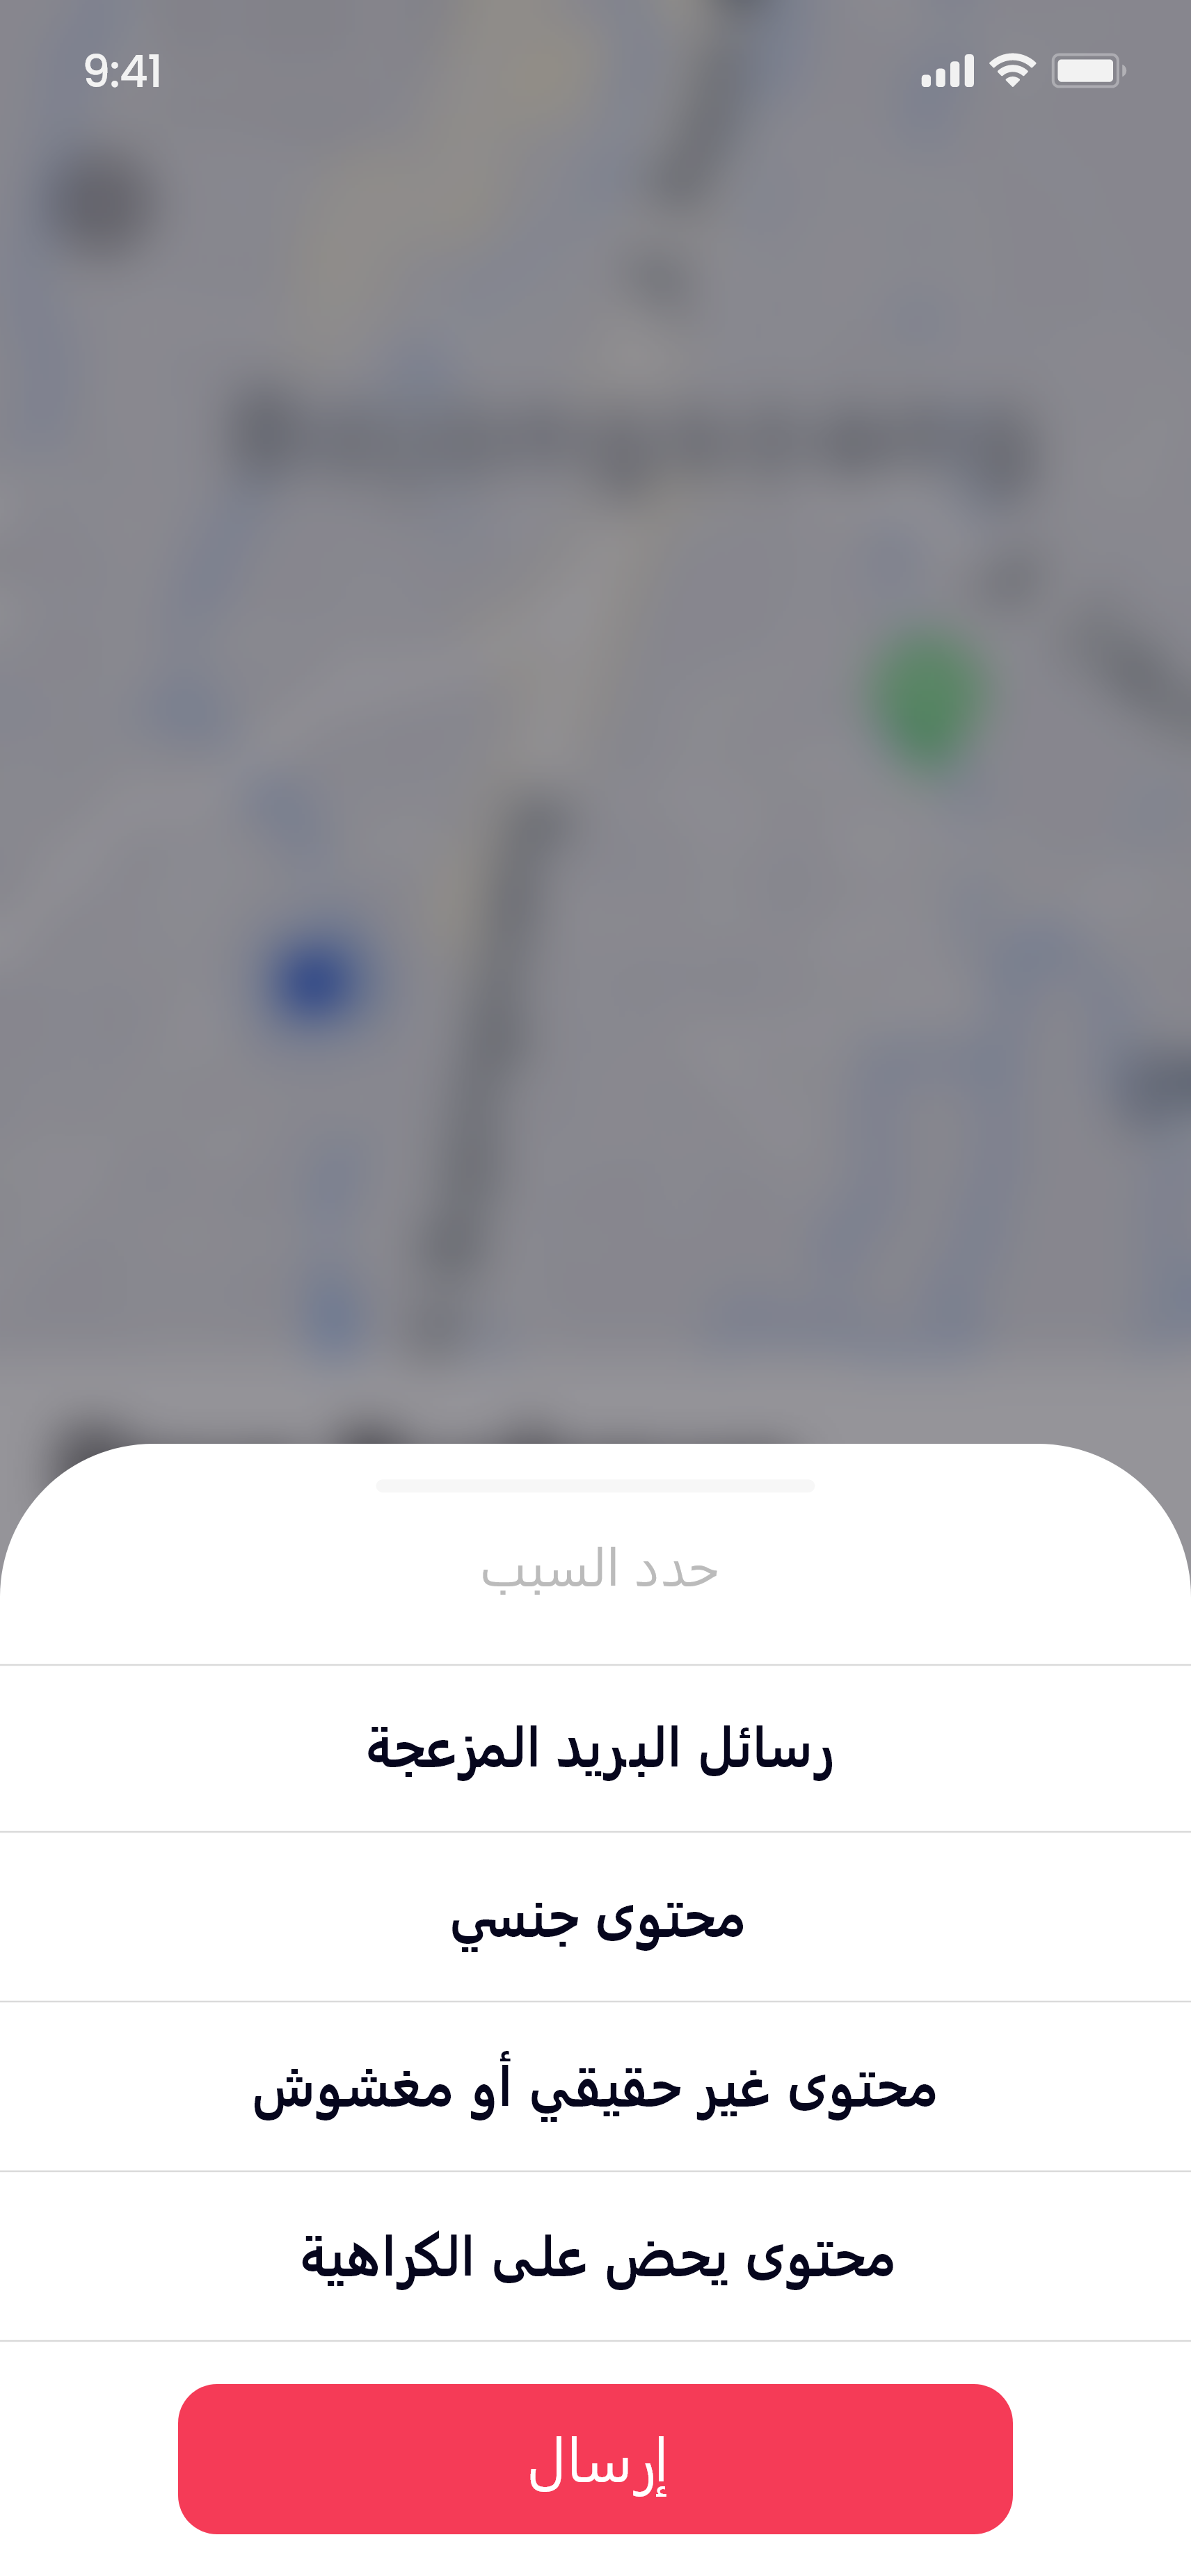 9:41
حدد السبب
رسائل البريد المزعجة
محتوى جنسي
محتوى غير حقيقي أو مغشوش
محتوى يحض على الكراهية
إرسال